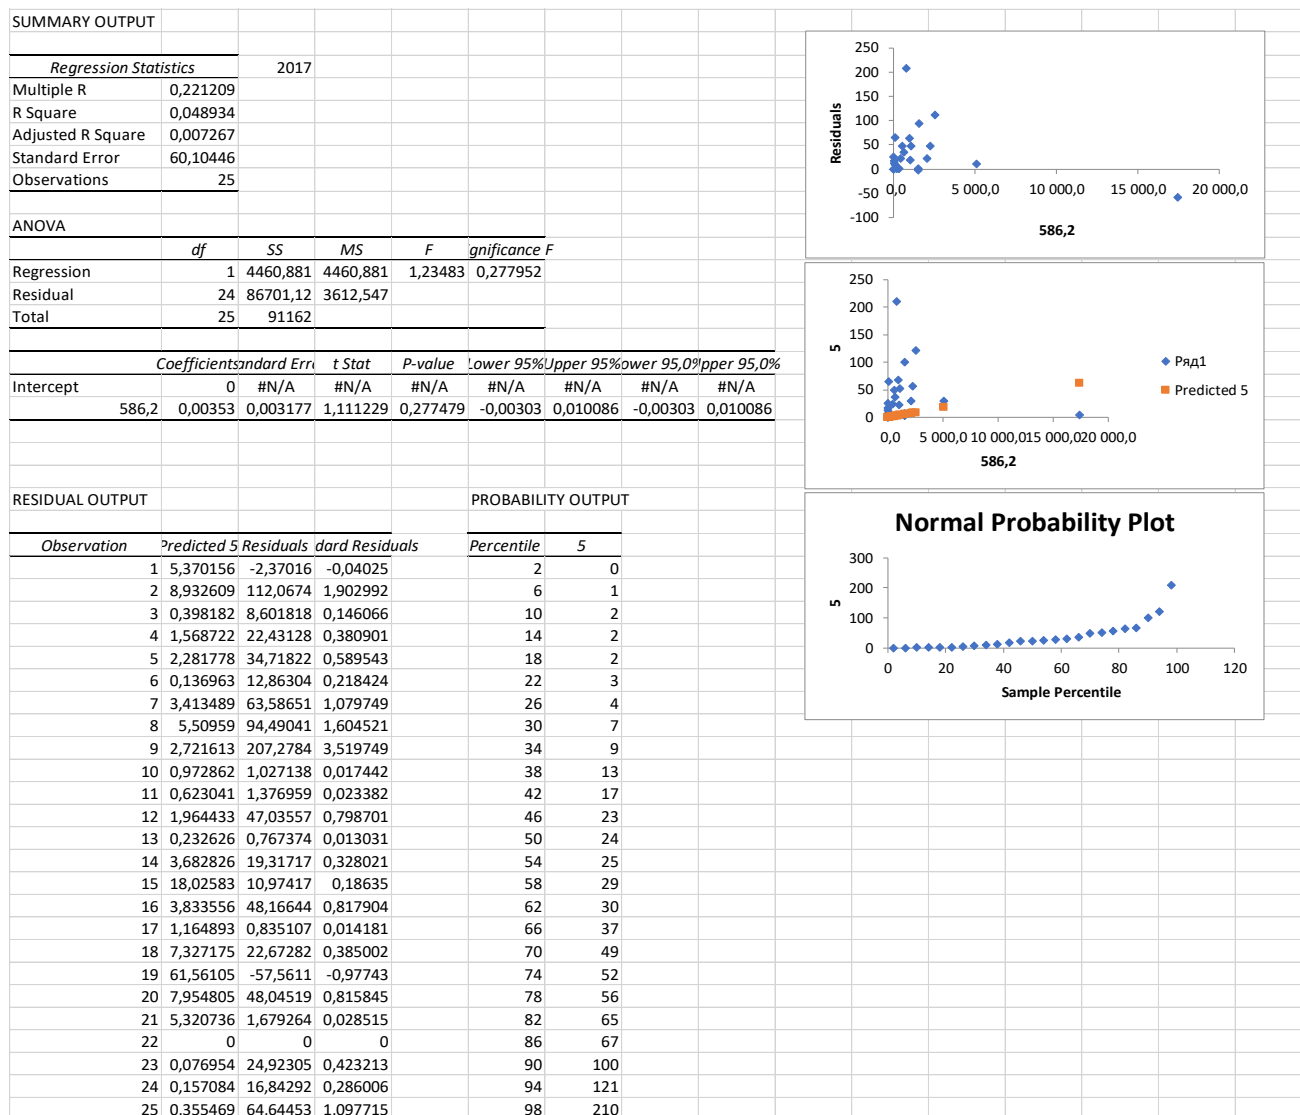 SUMMARY OUTPUT
Regression Statistics 2017
Multiple R 0,221209
R Square 0,048934
Adjusted R Square 0,007267
Standard Error 60,10446
Observations 25
ANOVA
df SS MS F gnificance F
Regression 1 4460,881 4460,881 1,23483 0,277952
Residual 24 86701,12 3612,547
Total 25 91162
Coefficients andard Erro t Stat P-value Lower 95% Upper 95% ower 95,0% pper 95,0%
Intercept 0 #N/A #N/A #N/A #N/A #N/A #N/A #N/A
586,2 0,00353 0,003177 1,111229 0,277479 -0,00303 0,010086 -0,00303 0,010086
RESIDUAL OUTPUT PROBABILITY OUTPUT
Observation Predicted 5 Residuals dard Residuals Percentile 5
1 5,370156 -2,37016 -0,04025 2 0
2 8,932609 112,0674 1,902992 6 1
3 0,398182 8,601818 0,146066 10 2
4 1,568722 22,43128 0,380901 14 2
5 2,281778 34,71822 0,589543 18 2
6 0,136963 12,86304 0,218424 22 3
7 3,413489 63,58651 1,079749 26 4
8 5,50959 94,49041 1,604521 30 7
9 2,721613 207,2784 3,519749 34 9
10 0,972862 1,027138 0,017442 38 13
11 0,623041 1,376959 0,023382 42 17
12 1,964433 47,03557 0,798701 46 23
13 0,232626 0,767374 0,013031 50 24
14 3,682826 19,31717 0,328021 54 25
15 18,02583 10,97417 0,18635 58 29
16 3,833556 48,16644 0,817904 62 30
17 1,164893 0,835107 0,014181 66 37
18 7,327175 22,67282 0,385002 70 49
19 61,56105 -57,5611 -0,97743 74 52
20 7,954805 48,04519 0,815845 78 56
21 5,320736 1,679264 0,028515 82 65
22 0 0 0 86 67
23 0,076954 24,92305 0,423213 90 100
24 0,157084 16,84292 0,286006 94 121
25 0,355469 64,64453 1,097715 98 210
250
200
150
100
50
0
-50
-100
Residuals
0,0 5 000,0 10 000,0 15 000,0 20 000,0
586,2
250
200
150
100
50
0
5
0,0 5 000,0 10 000,0 15 000,0 20 000,0
586,2
Ряд1
Predicted 5
Normal Probability Plot
300
200
100
0
5
0 20 40 60 80 100 120
Sample Percentile